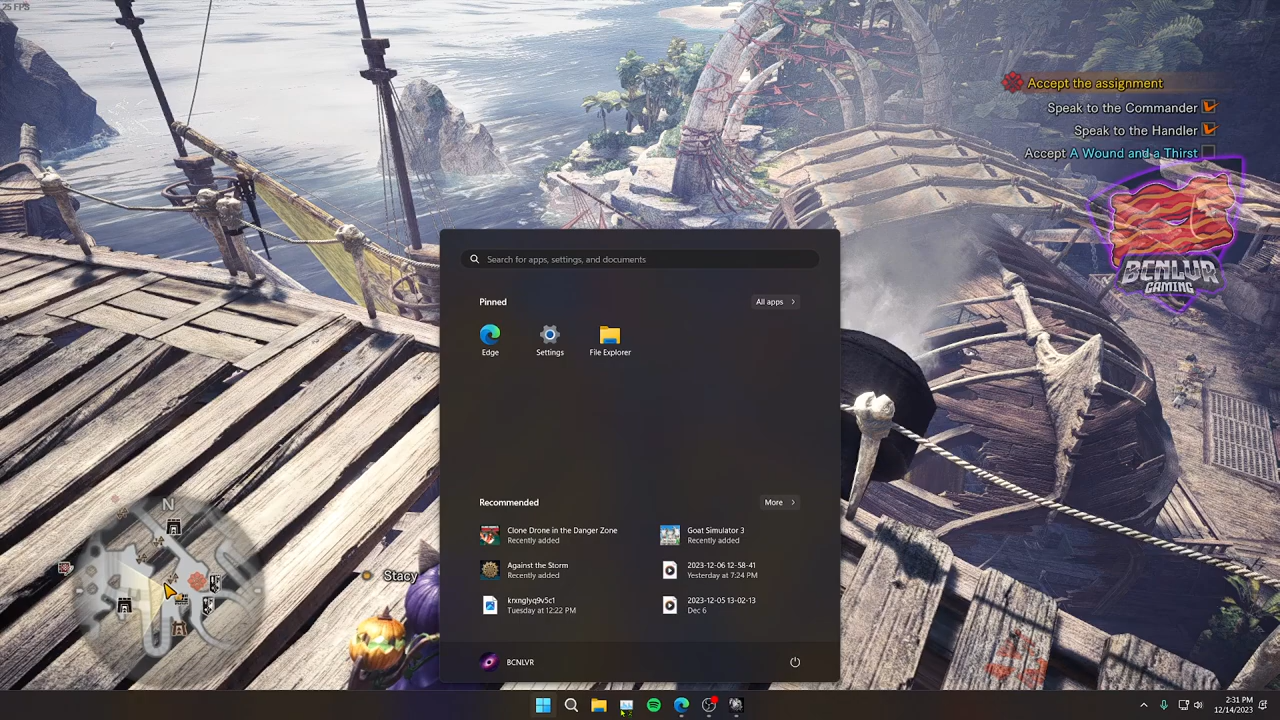 25 FPS
Accept the assignment
Speak to the Commander
Speak to the Handler
Accept A Wound and a Thirst
BCNLVR
GAMING
Search for apps, settings, and documents
Pinned
All apps
Edge
Settings
File Explorer
Recommended
More
Clone Drone in the Danger Zone
Recently added
Goat Simulator 3
Recently added
Against the Storm
Recently added
2023-12-06 12-58-41
Yesterday at 7:24 PM
krxnglyq9v5c1
Tuesday at 12:22 PM
2023-12-05 13-02-13
Dec 6
N
Stacy
BCNLVR
2:31 PM
12/14/2023